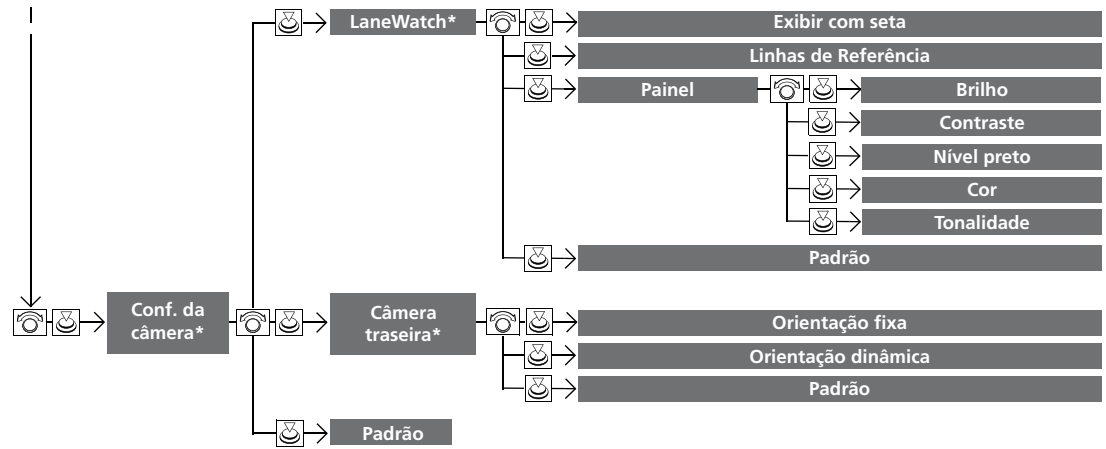 LaneWatch*
Exibir com seta
Linhas de Referência
Painel
Brilho
Contraste
Nível preto
Cor
Tonalidade
Padrão
Conf. da
câmera*
Câmera
traseira*
Orientação fixa
Orientação dinâmica
Padrão
Padrão